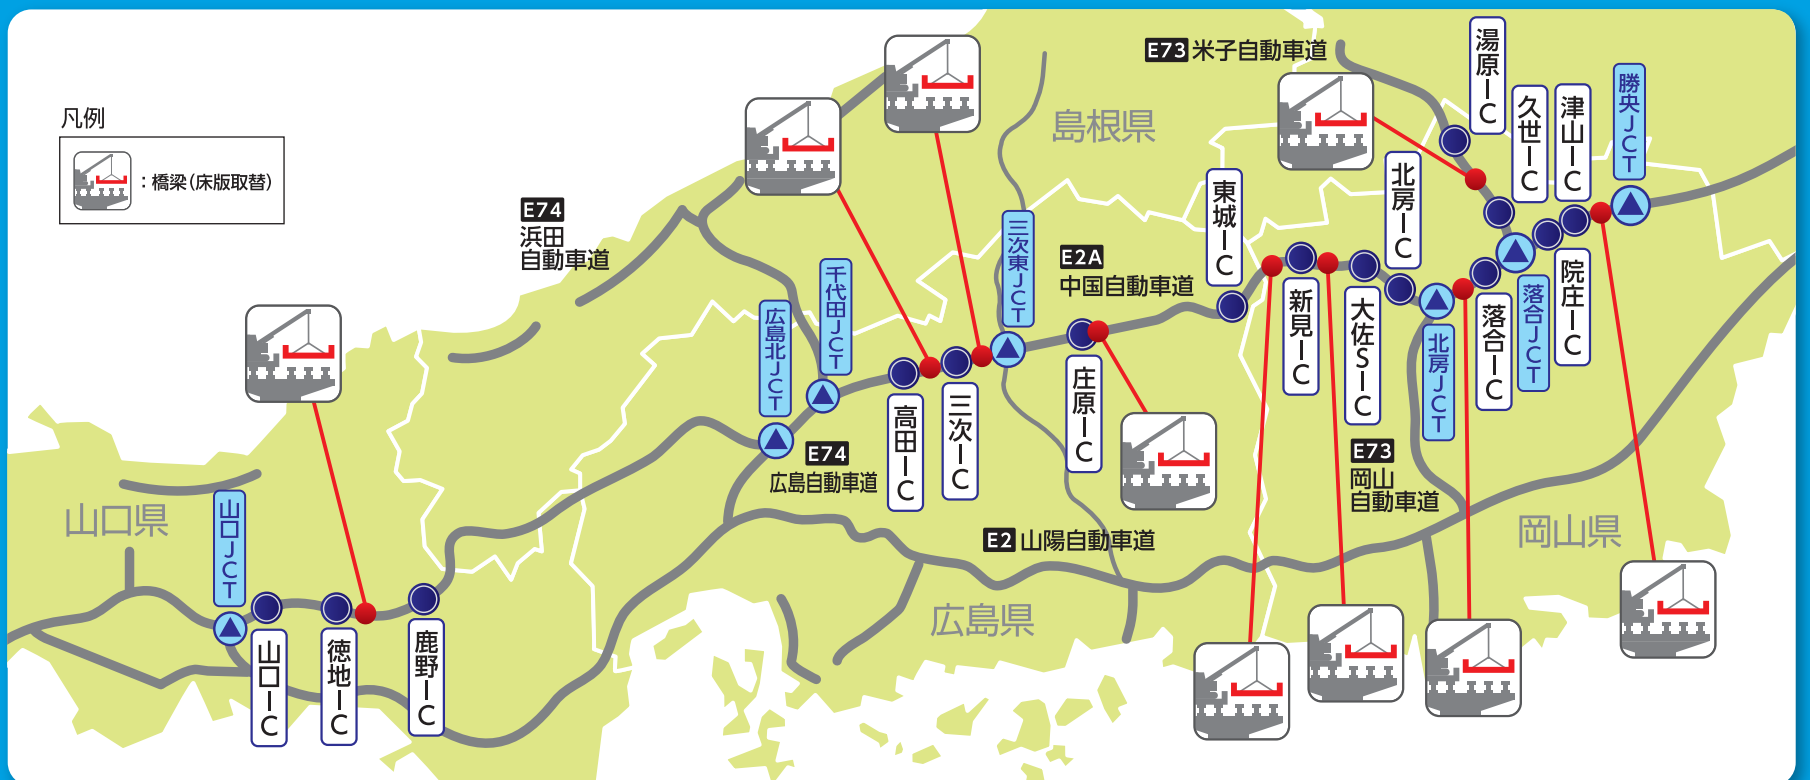 凡例
：橋梁（床版取替）
E74
浜田
自動車道
E73 米子自動車道
島根県
湯原IC
久世IC
津山IC
勝央JCT
北房IC
東城IC
三次東JCT
E2A
中国自動車道
千代田JCT
広島北JCT
新見IC
大佐SIC
北房JCT
落合IC
落合JCT
院庄IC
庄原IC
高田IC
三次IC
E74
広島自動車道
E73
岡山
自動車道
山口県
山口JCT
E2 山陽自動車道
岡山県
広島県
山口IC
徳地IC
鹿野IC